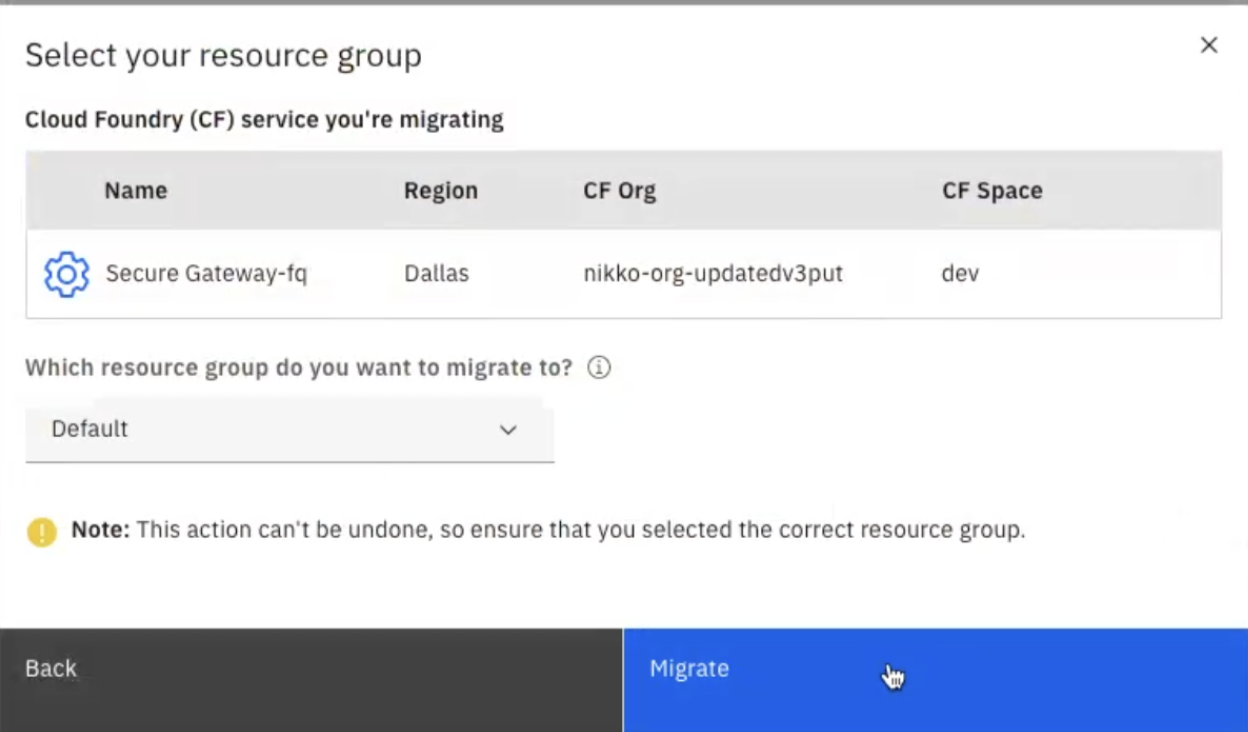 Select your resource group
Cloud Foundry (CF) service you're migrating
Name Region CF Org CF Space
Secure Gateway-fq Dallas nikko-org-updatedv3put dev
Which resource group do you want to migrate to?
Default
Note: This action can't be undone, so ensure that you selected the correct resource group.
Back Migrate